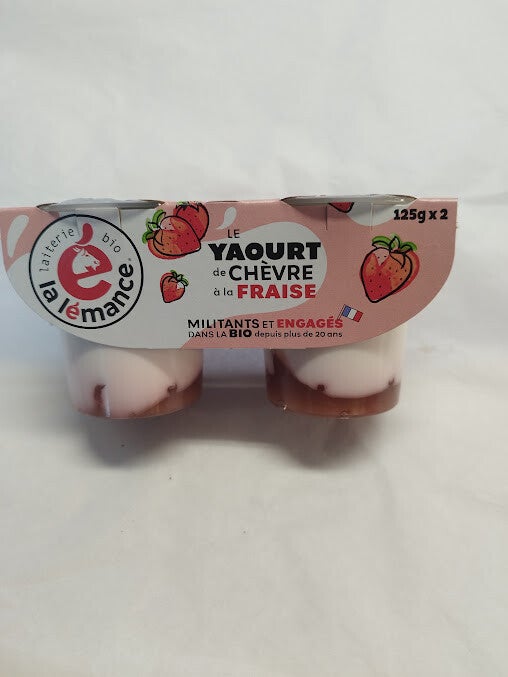 laiterie bio
é
la lémance
LE
YAOURT
de CHÈVRE
à la FRAISE
125g x 2
MILITANTS ET ENGAGÉS
DANS LA BIO depuis plus de 20 ans